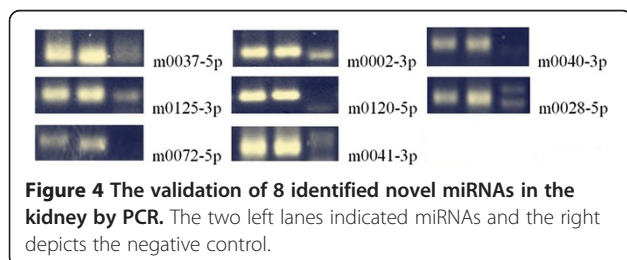 m0037-5p m0002-3p m0040-3p
m0125-3p m0120-5p m0028-5p
m0072-5p m0041-3p
Figure 4 The validation of 8 identified novel miRNAs in the
kidney by PCR. The two left lanes indicated miRNAs and the right
depicts the negative control.